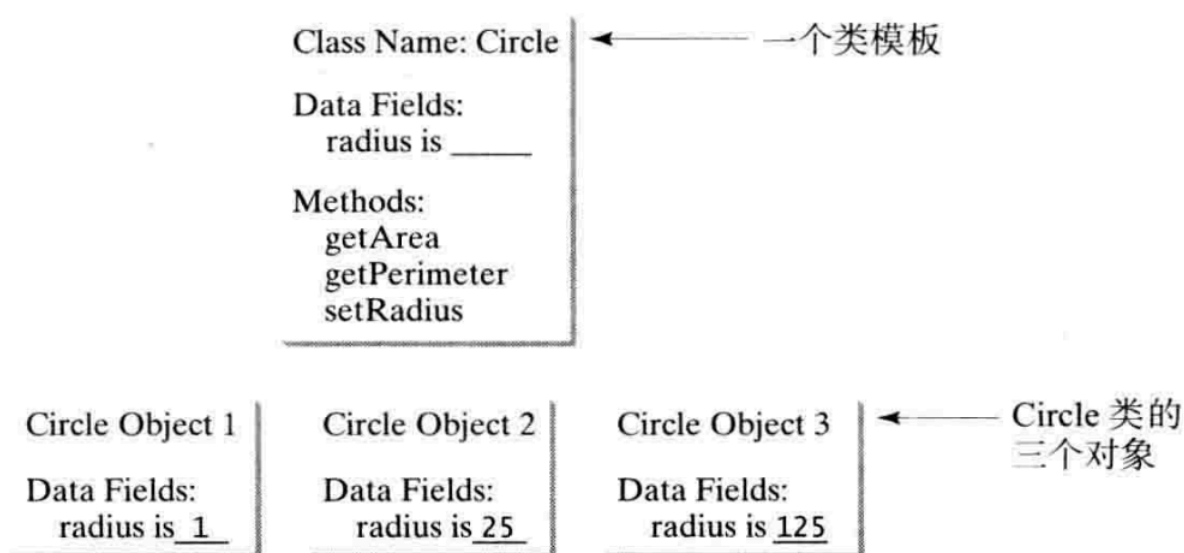 Class Name: Circle
一个类模板
Data Fields:
radius is _____
Methods:
getArea
getPerimeter
setRadius
Circle Object 1
Data Fields:
radius is 1
Circle Object 2
Data Fields:
radius is 25
Circle Object 3
Data Fields:
radius is 125
Circle 类的
三个对象